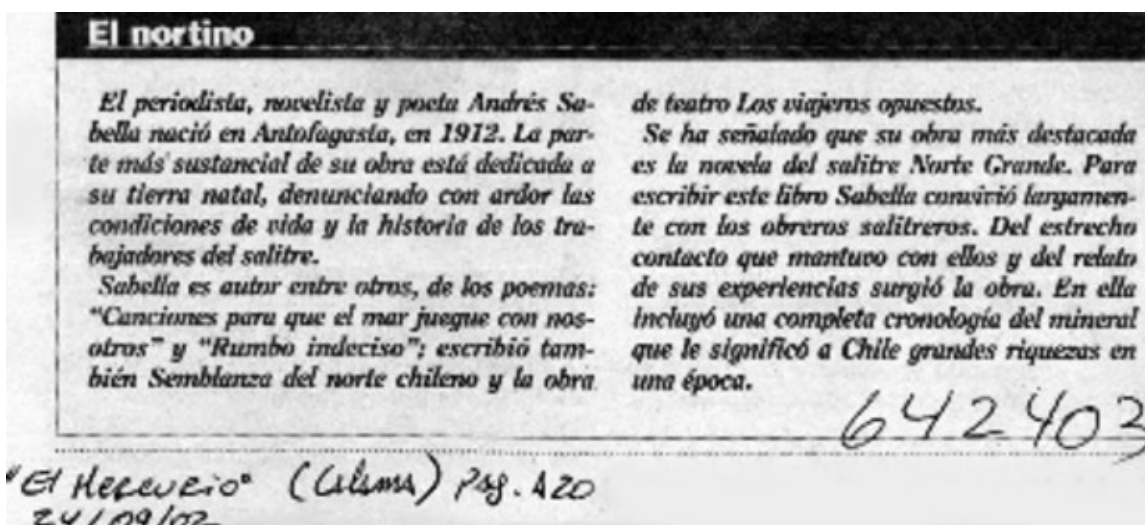 El nortino
El periodista, novelista y poeta Andrés Sa-
bella nació en Antofagasta, en 1912. La par-
te más sustancial de su obra está dedicada a
su tierra natal, denunciando con ardor las
condiciones de vida y la historia de los tra-
bajadores del salitre.
Sabella es autor entre otros, de los poemas:
"Canciones para que el mar juegue con nos-
otros" y "Rumbo indeciso"; escribió tam-
bién Semblanza del norte chileno y la obra
de teatro Los viajeros opuestos.
Se ha señalado que su obra más destacada
es la novela del salitre Norte Grande. Para
escribir este libro Sabella convivió largamen-
te con los obreros salitreros. Del estrecho
contacto que mantuvo con ellos y del relato
de sus experiencias surgió la obra. En ella
incluyó una completa cronología del mineral
que le significó a Chile grandes riquezas en
una época.
642403
"El Mercurio" (Calama) Pág. A20
24/09/02